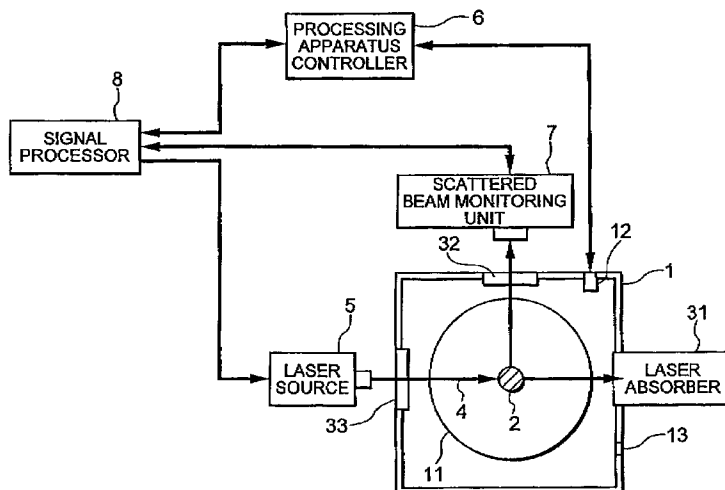 6
PROCESSING
APPARATUS
CONTROLLER
8
SIGNAL
PROCESSOR
7
SCATTERED
BEAM MONITORING
UNIT
32
12
1
5
31
LASER
SOURCE
LASER
ABSORBER
33
4
2
11
13